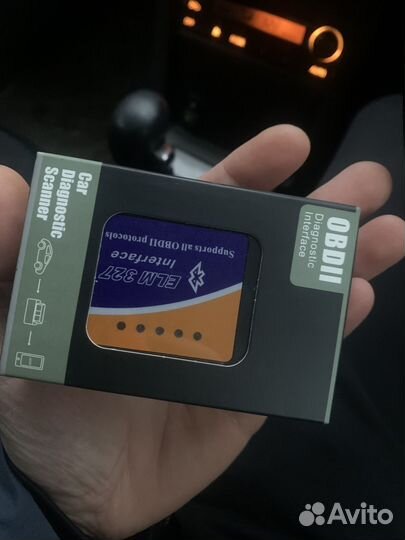 Car
Diagnostic
Scanner
OBDII
Diagnostic
Interface
ELM 327
Interface
Supports all OBDII protocols
Avito